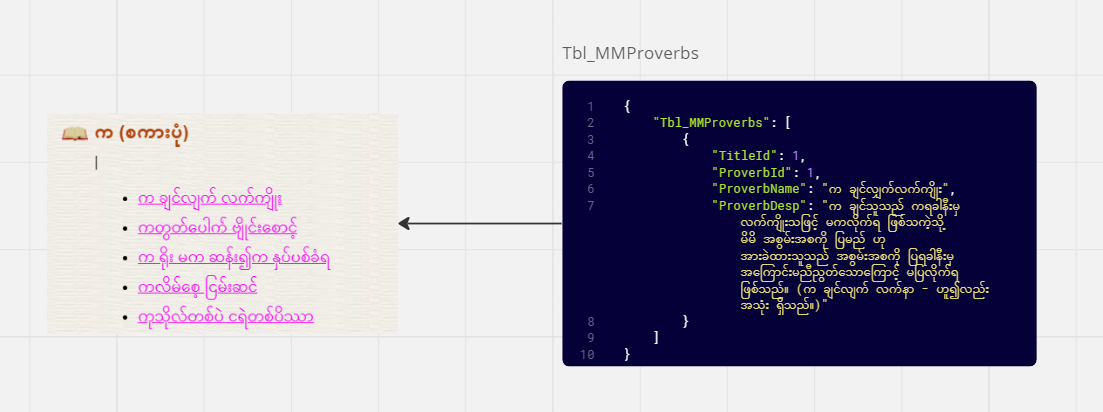 Tbl_MMProverbs
က (စကားပုံ)
က ချင်လျက် လက်ကျိုး
ကတွတ်ပေါက် ဗျိုင်းစောင့်
က ရိုး မက ဆန်း၍က နှပ်ပစ်ခံရ
ကလိမ်စေ့ ငြမ်းဆင်
ကုသိုလ်တစ်ပဲ ငရဲတစ်ပိဿာ
1 {
2 "Tbl_MMProverbs": [
3 {
4 "TitleId": 1,
5 "ProverbId": 1,
6 "ProverbName": "က ချင်လျှက်လက်ကျိုး",
7 "ProverbDesp": "က ချင်သူသည် ကရခါနီးမှ
လက်ကျိုးသဖြင့် မကလိုက်ရ ဖြစ်သကဲ့သို့
မိမိ အစွမ်းအစကို ပြမည် ဟု
အားခဲထားသူသည် အစွမ်းအစကို ပြရခါနီးမှ
အကြောင်းမညီညွတ်သောကြောင့် မပြလိုက်ရ
ဖြစ်သည်။ (က ချင်လျက် လက်နာ - ဟူ၍လည်း
အသုံး ရှိသည်။)"
8 }
9 ]
10 }